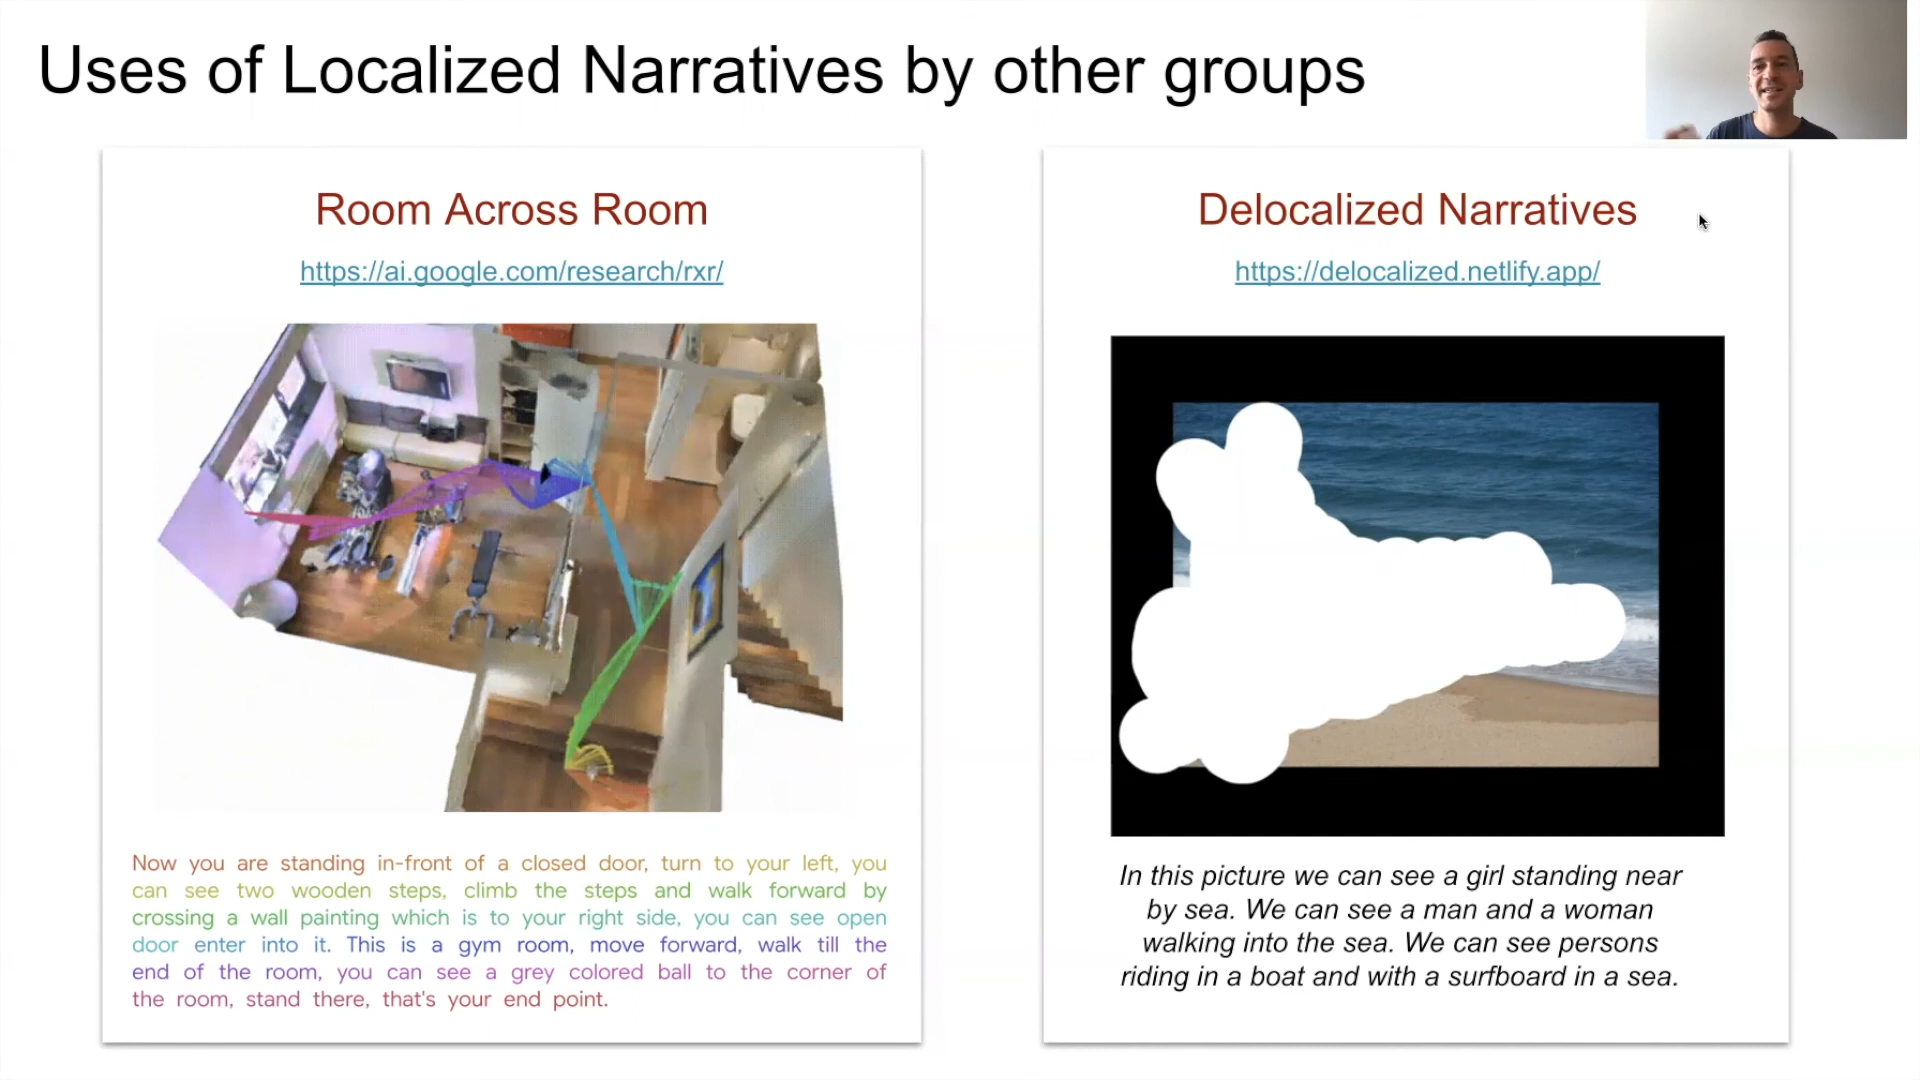 Uses of Localized Narratives by other groups
Room Across Room
https://ai.google.com/research/rxr/
Now you are standing in-front of a closed door, turn to your left, you
can see two wooden steps, climb the steps and walk forward by
crossing a wall painting which is to your right side, you can see open
door enter into it. This is a gym room, move forward, walk till the
end of the room, you can see a grey colored ball to the corner of
the room, stand there, that's your end point.
Delocalized Narratives
https://delocalized.netlify.app/
In this picture we can see a girl standing near
by sea. We can see a man and a woman
walking into the sea. We can see persons
riding in a boat and with a surfboard in a sea.